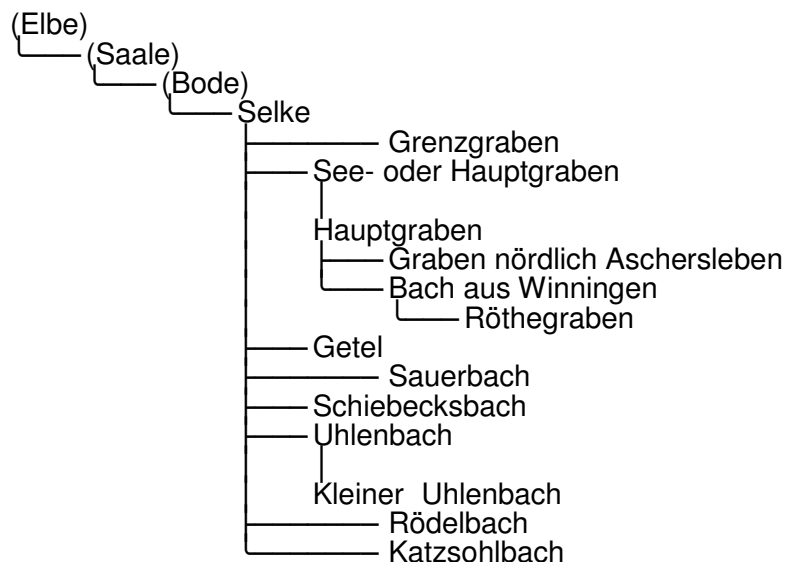 (Elbe)
(Saale)
(Bode)
Selke
Grenzgraben
See- oder Hauptgraben
Hauptgraben
Graben nördlich Aschersleben
Bach aus Winningen
Röthegraben
Getel
Sauerbach
Schiebecksbach
Uhlenbach
Kleiner Uhlenbach
Rödelbach
Katzsohlbach